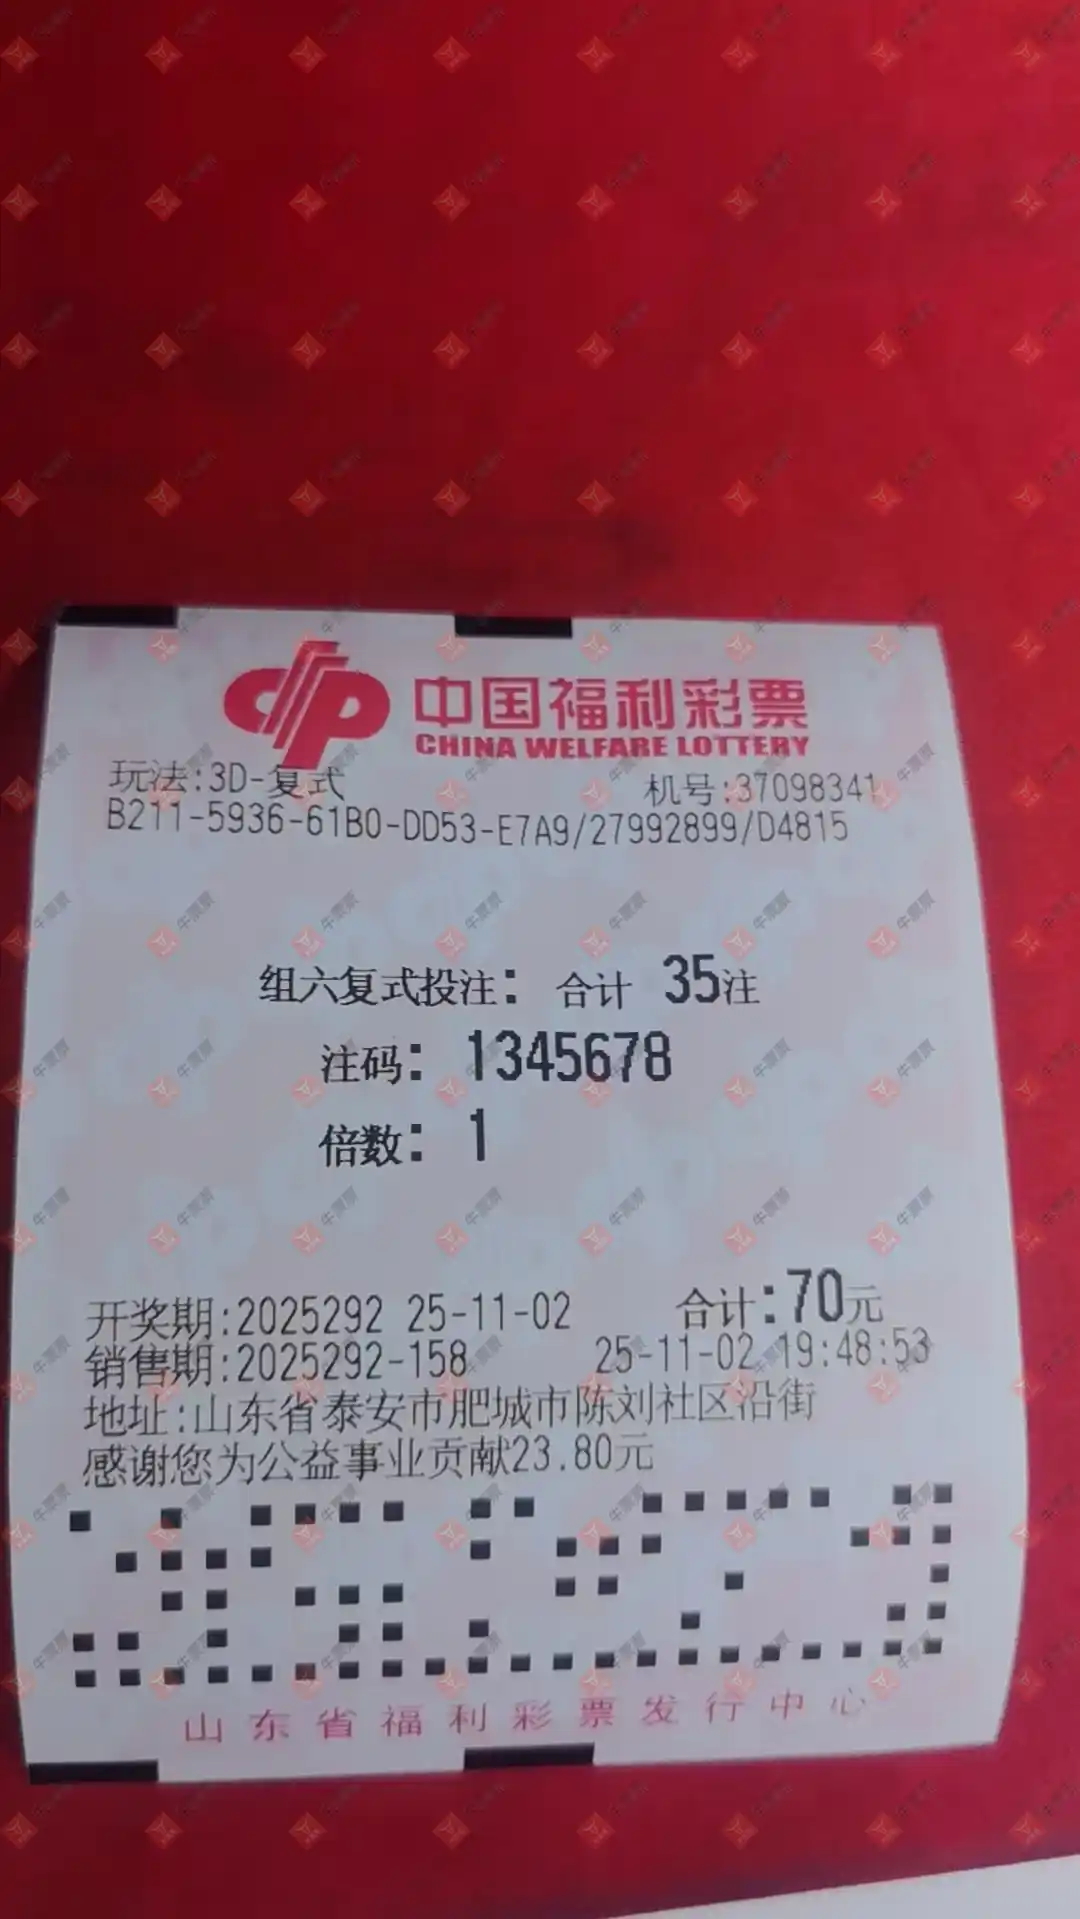 中国福利彩票
CHINA WELFARE LOTTERY
玩法:3D-复式 机号:37098341
B211-5936-61B0-DD53-E7A9/27992899/D4815
组六复式投注: 合计 35注
注码: 1345678
倍数: 1
开奖期:2025292 25-11-02 合计:70元
销售期:2025292-158 25-11-02 19:48:53
地址:山东省泰安市肥城市陈刘社区沿街
感谢您为公益事业贡献23.80元
山东省福利彩票发行中心